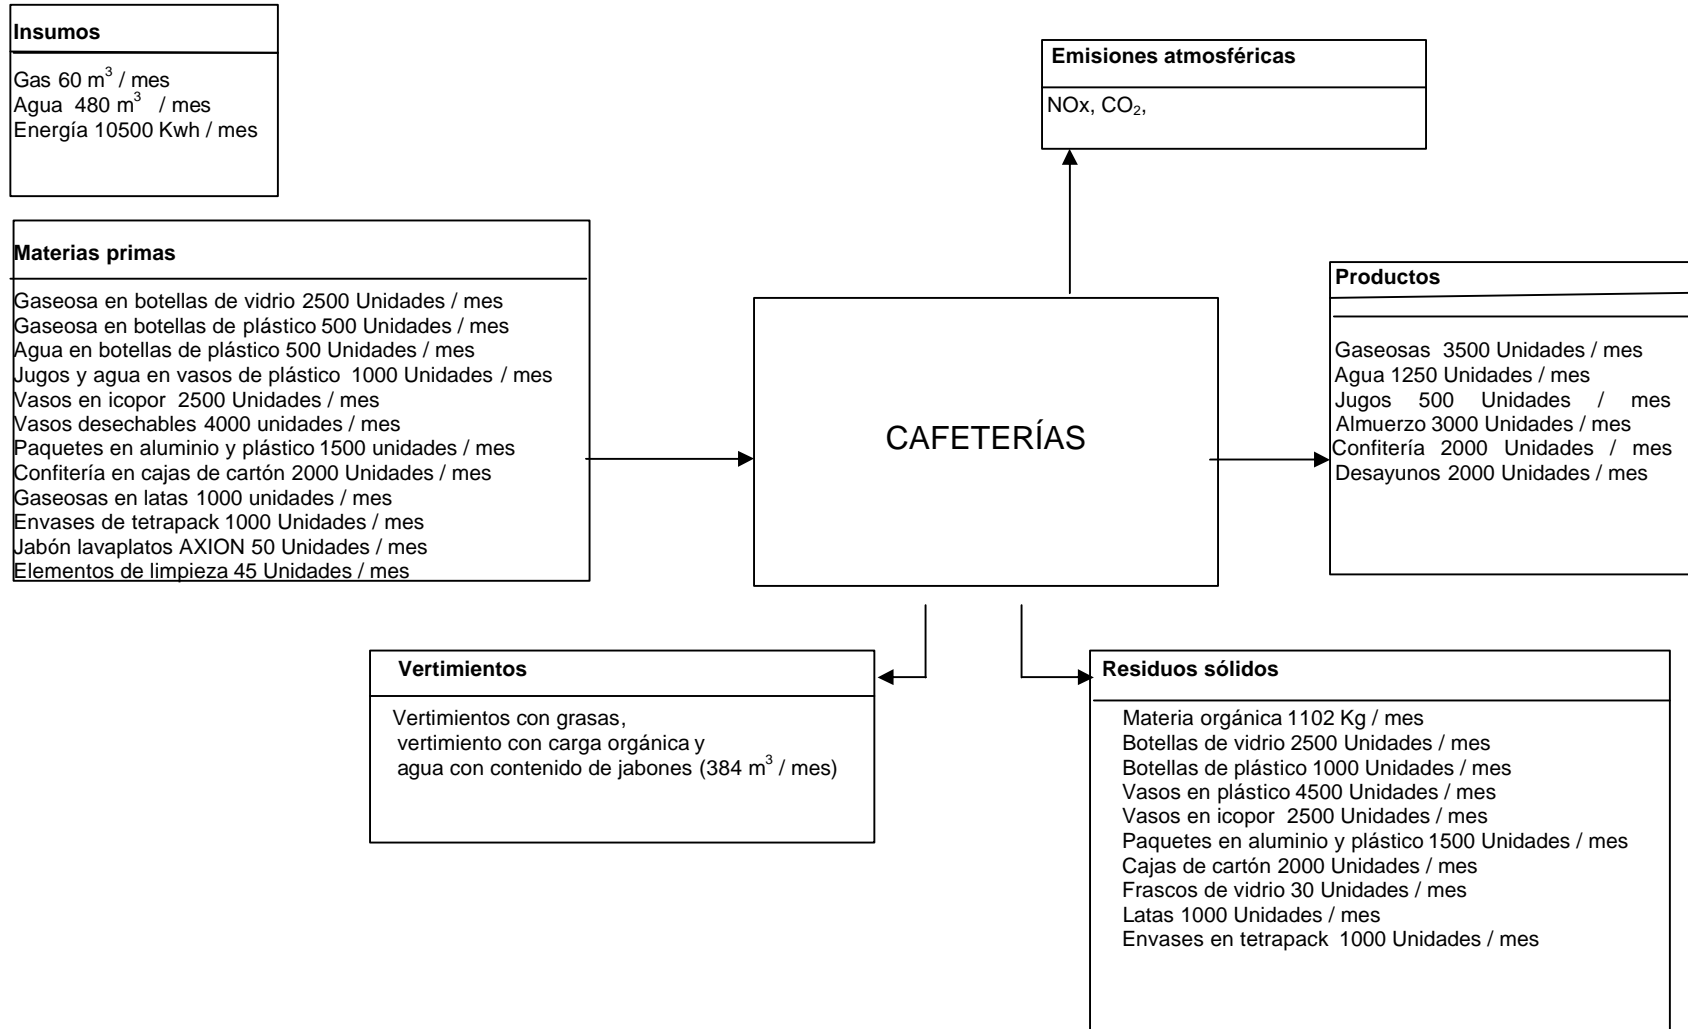 Insumos
Gas 60 m³ / mes
Agua 480 m³ / mes
Energía 10500 Kwh / mes
Emisiones atmosféricas
NOx, CO₂,
Materias primas
Gaseosa en botellas de vidrio 2500 Unidades / mes
Gaseosa en botellas de plástico 500 Unidades / mes
Agua en botellas de plástico 500 Unidades / mes
Jugos y agua en vasos de plástico 1000 Unidades / mes
Vasos en icopor 2500 Unidades / mes
Vasos desechables 4000 unidades / mes
Paquetes en aluminio y plástico 1500 unidades / mes
Confitería en cajas de cartón 2000 Unidades / mes
Gaseosas en latas 1000 unidades / mes
Envases de tetrapack 1000 Unidades / mes
Jabón lavaplatos AXION 50 Unidades / mes
Elementos de limpieza 45 Unidades / mes
CAFETERÍAS
Productos
Gaseosas 3500 Unidades / mes
Agua 1250 Unidades / mes
Jugos 500 Unidades / mes
Almuerzo 3000 Unidades / mes
Confitería 2000 Unidades / mes
Desayunos 2000 Unidades / mes
Vertimientos
Vertimientos con grasas,
vertimiento con carga orgánica y
agua con contenido de jabones (384 m³ / mes)
Residuos sólidos
Materia orgánica 1102 Kg / mes
Botellas de vidrio 2500 Unidades / mes
Botellas de plástico 1000 Unidades / mes
Vasos en plástico 4500 Unidades / mes
Vasos en icopor 2500 Unidades / mes
Paquetes en aluminio y plástico 1500 Unidades / mes
Cajas de cartón 2000 Unidades / mes
Frascos de vidrio 30 Unidades / mes
Latas 1000 Unidades / mes
Envases en tetrapack 1000 Unidades / mes